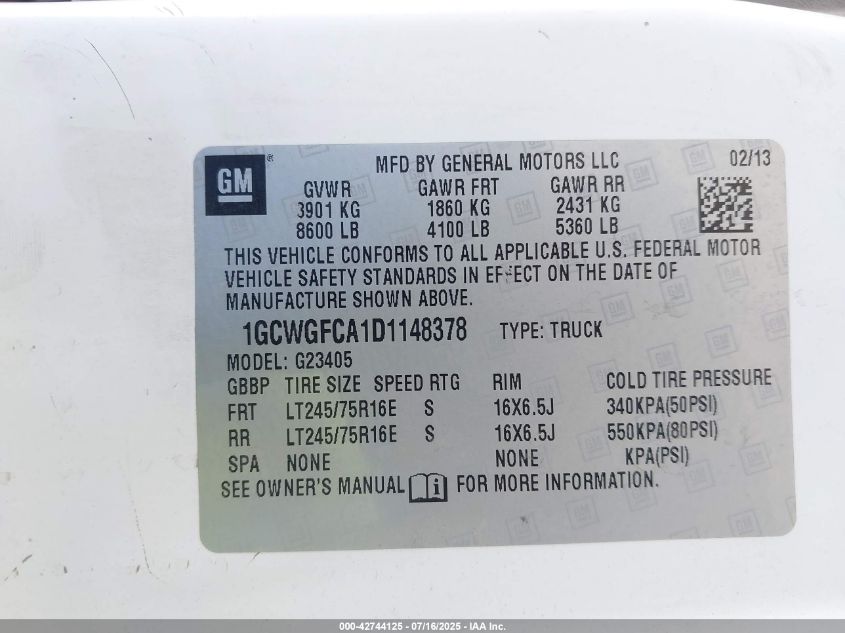 GM® MFD BY GENERAL MOTORS LLC 02/13
GVWR GAWR FRT GAWR RR
3901 KG 1860 KG 2431 KG
8600 LB 4100 LB 5360 LB
THIS VEHICLE CONFORMS TO ALL APPLICABLE U.S. FEDERAL MOTOR
VEHICLE SAFETY STANDARDS IN EFFECT ON THE DATE OF
MANUFACTURE SHOWN ABOVE.
1GCWGFCA1D1148378 TYPE: TRUCK
MODEL: G23405
GBBP TIRE SIZE SPEED RTG RIM COLD TIRE PRESSURE
FRT LT245/75R16E S 16X6.5J 340KPA(50PSI)
RR LT245/75R16E S 16X6.5J 550KPA(80PSI)
SPA NONE NONE KPA(PSI)
SEE OWNER'S MANUAL i FOR MORE INFORMATION.
000-42744125 - 07/16/2025 - IAA Inc.